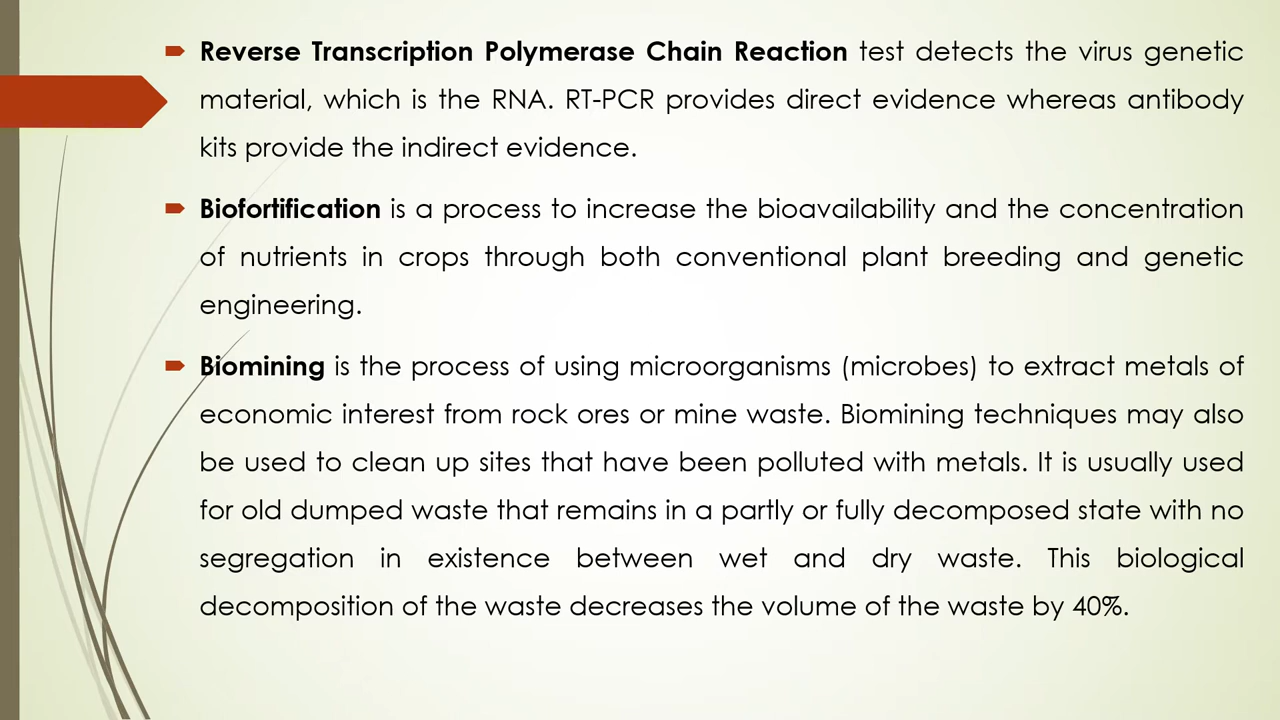 Reverse Transcription Polymerase Chain Reaction test detects the virus genetic
material, which is the RNA. RT-PCR provides direct evidence whereas antibody
kits provide the indirect evidence.
Biofortification is a process to increase the bioavailability and the concentration
of nutrients in crops through both conventional plant breeding and genetic
engineering.
Biomining is the process of using microorganisms (microbes) to extract metals of
economic interest from rock ores or mine waste. Biomining techniques may also
be used to clean up sites that have been polluted with metals. It is usually used
for old dumped waste that remains in a partly or fully decomposed state with no
segregation in existence between wet and dry waste. This biological
decomposition of the waste decreases the volume of the waste by 40%.